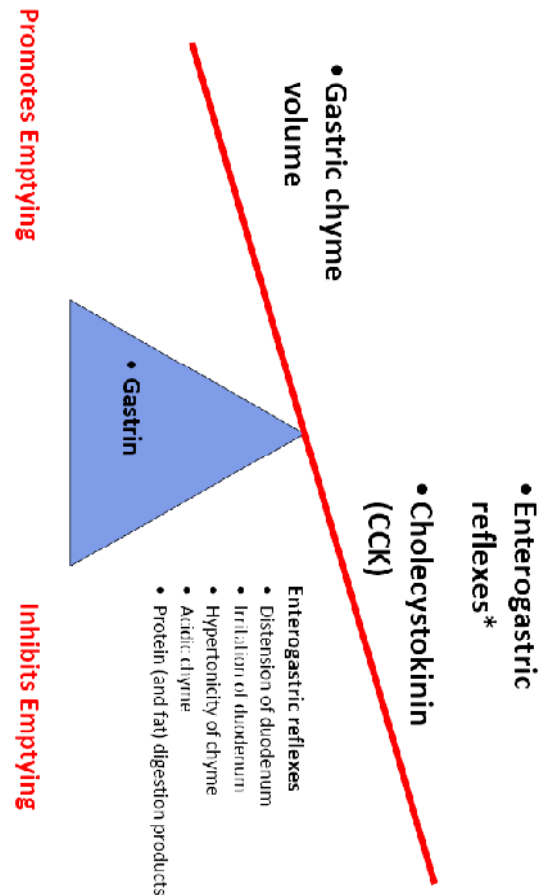 • Enterogastric
reflexes*
• Cholecystokinin
(CCK)
• Gastric chyme
volume
• Gastrin
Enterogastric reflexes
• Distension of duodenum
• Irritation of duodenum
• Hypertonicity of chyme
• Acidic chyme
• Protein (and fat) digestion products
Promotes Emptying
Inhibits Emptying